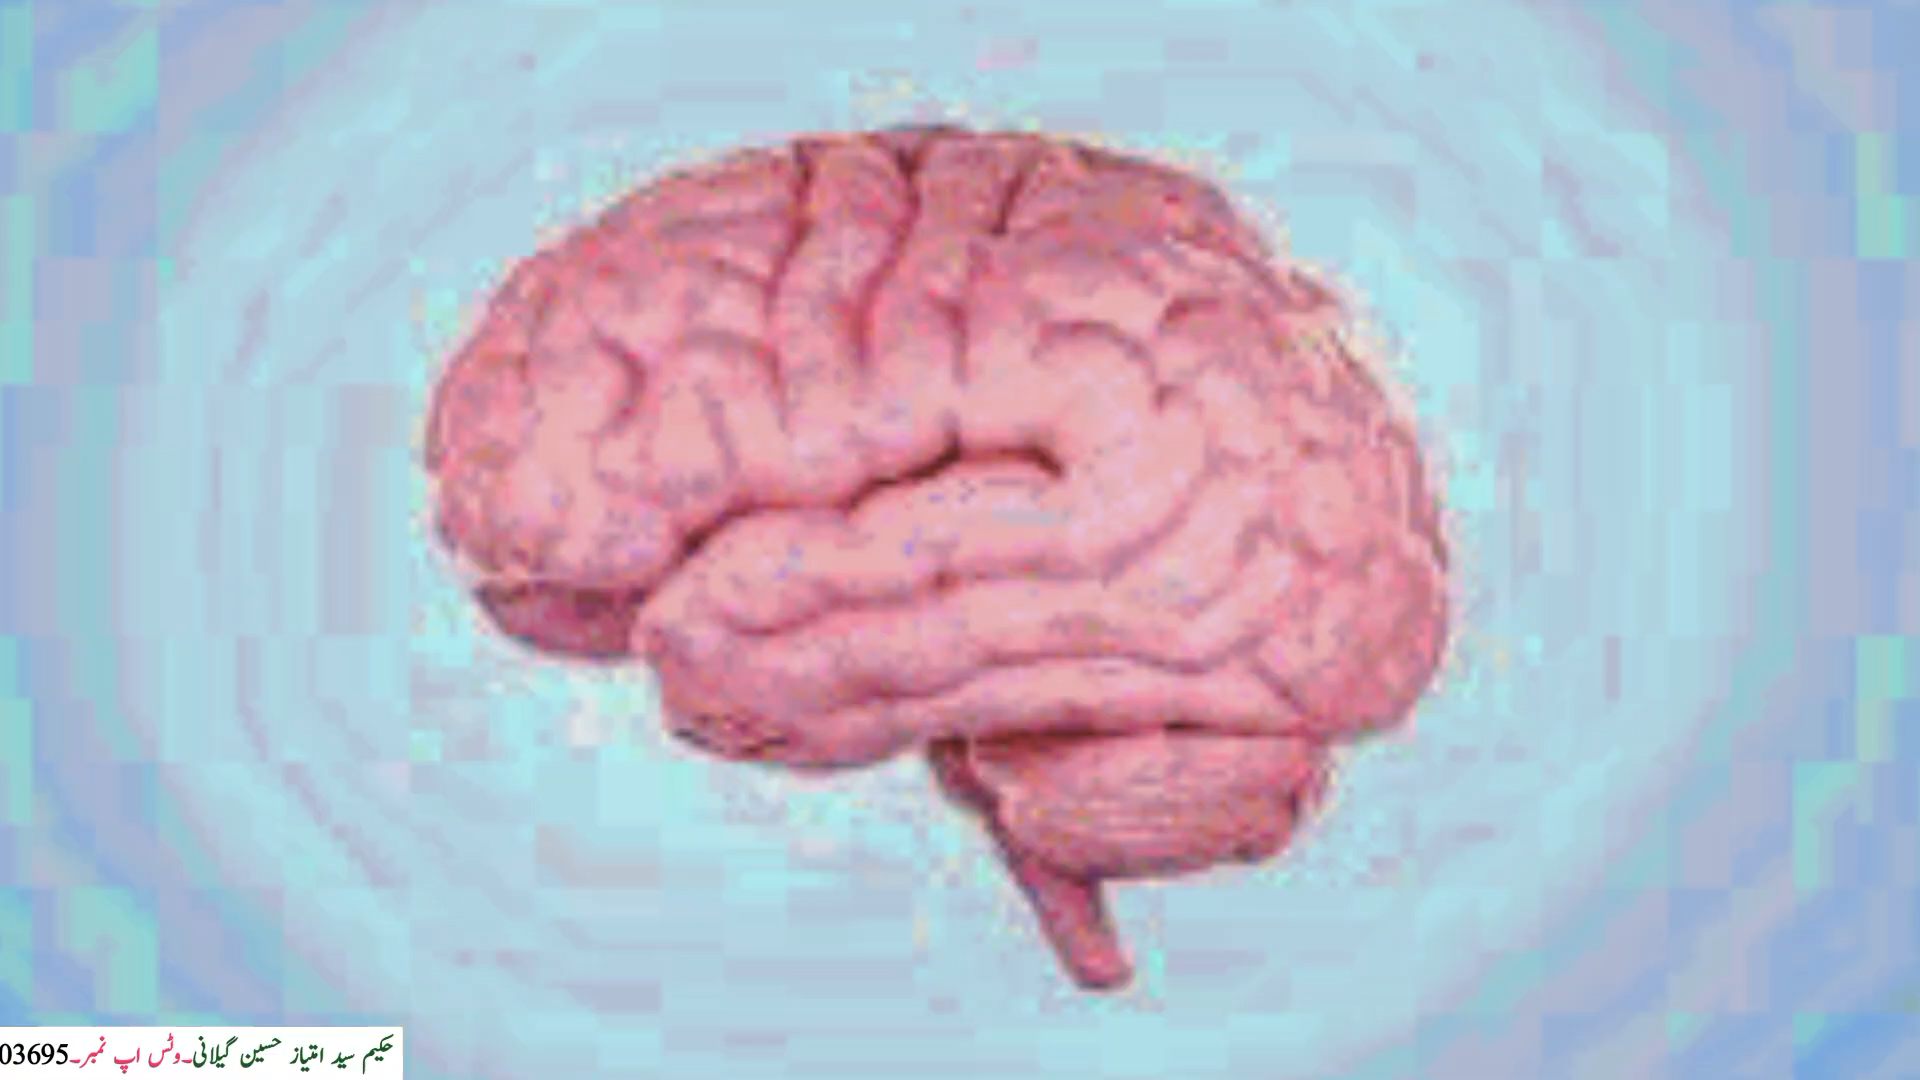 حکیم سید امتیاز حسین گیلانی۔وٹس اپ نمبر۔03695